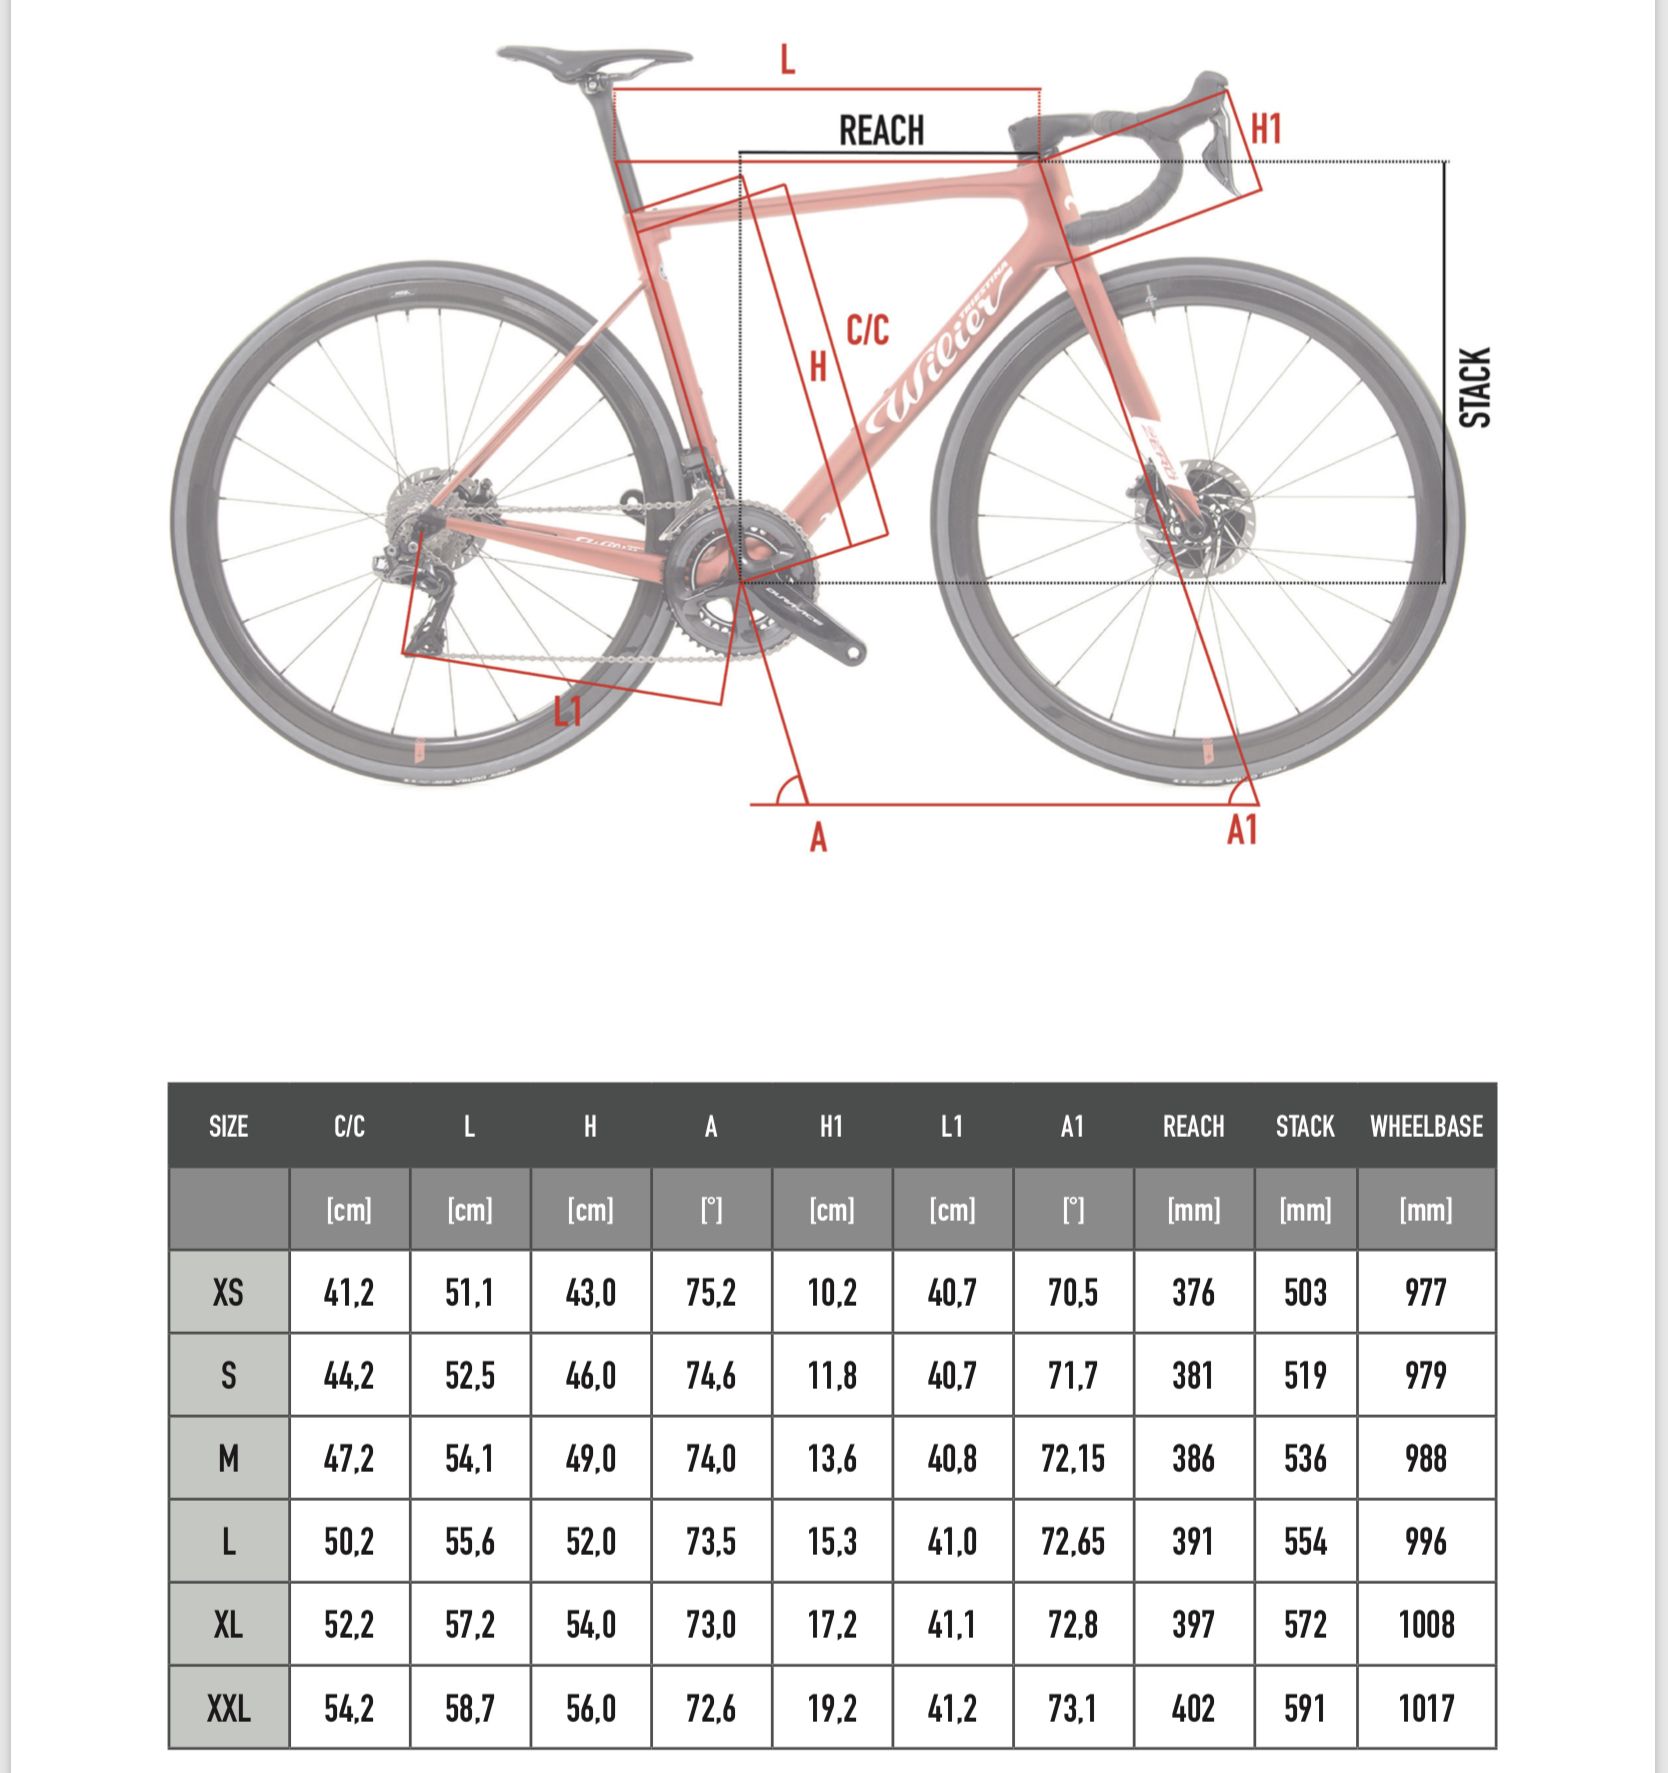 L
REACH
H1
C/C
H
TRIESTINA
Wilier
STACK
ZERO
DURA-ACE
L1
A
A1
SIZE C/C L H A H1 L1 A1 REACH STACK WHEELBASE
[cm] [cm] [cm] [°] [cm] [cm] [°] [mm] [mm] [mm]
XS 41,2 51,1 43,0 75,2 10,2 40,7 70,5 376 503 977
S 44,2 52,5 46,0 74,6 11,8 40,7 71,7 381 519 979
M 47,2 54,1 49,0 74,0 13,6 40,8 72,15 386 536 988
L 50,2 55,6 52,0 73,5 15,3 41,0 72,65 391 554 996
XL 52,2 57,2 54,0 73,0 17,2 41,1 72,8 397 572 1008
XXL 54,2 58,7 56,0 72,6 19,2 41,2 73,1 402 591 1017